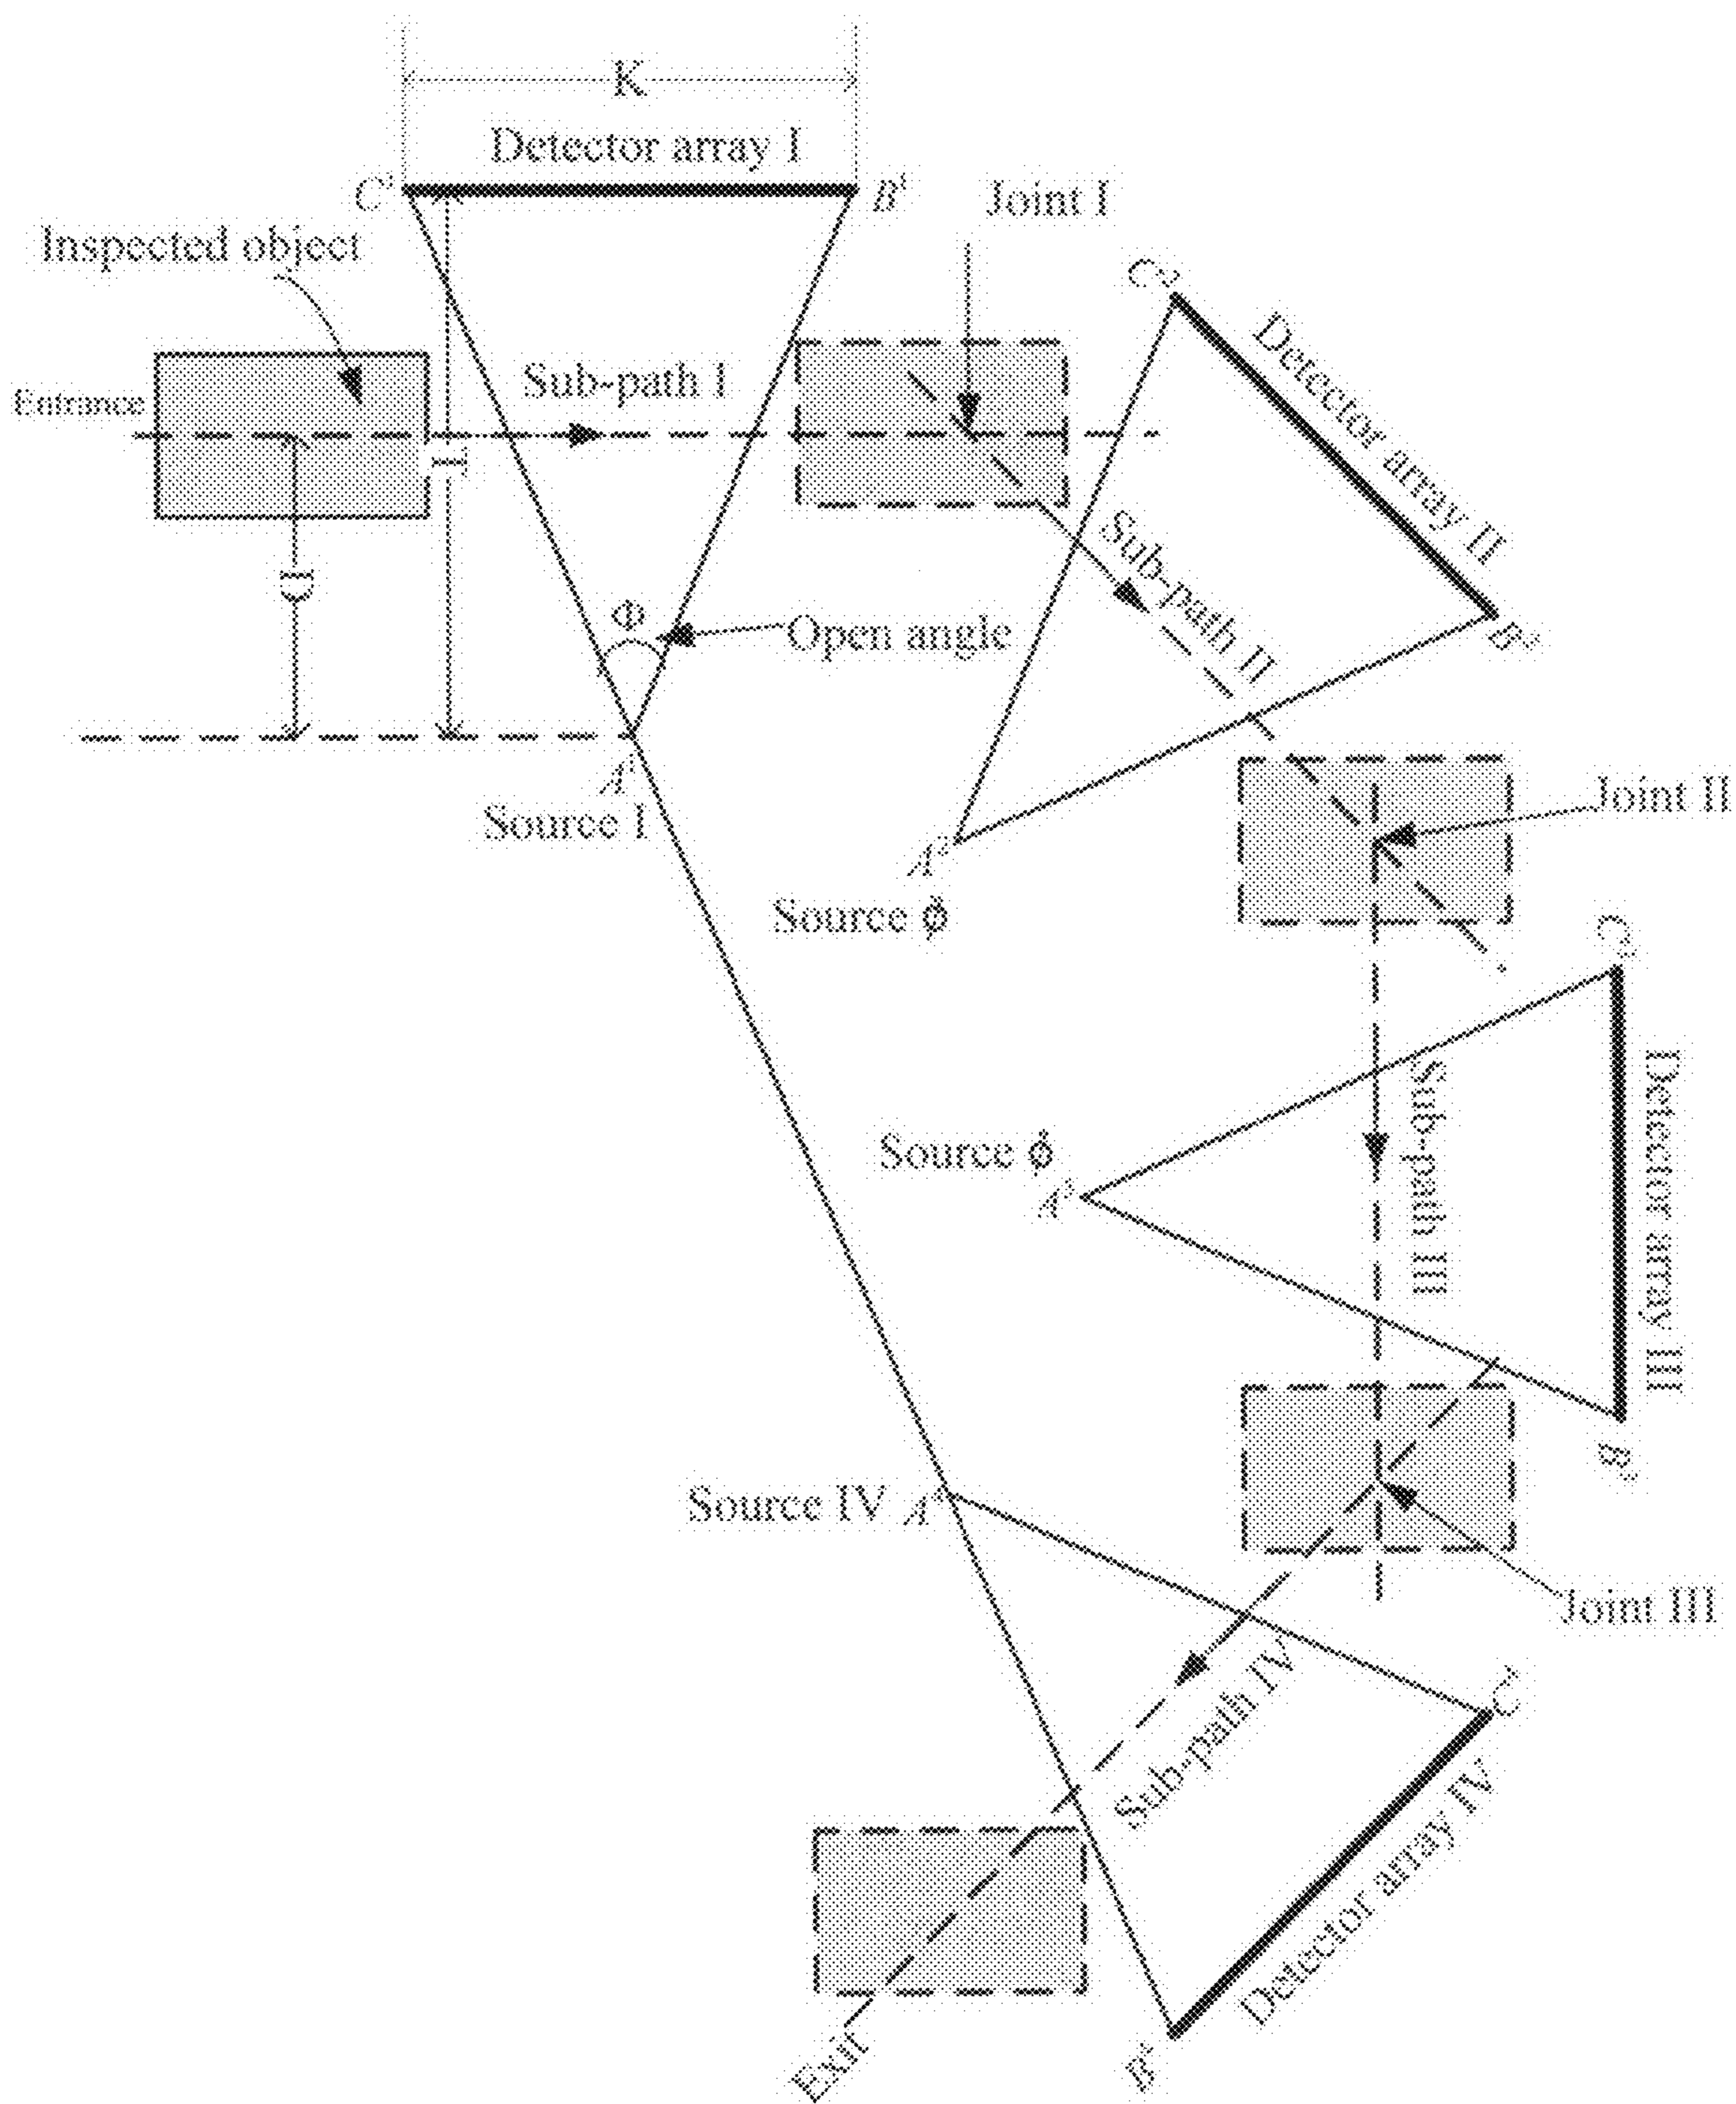 K
Detector array I
C¹
B¹
Joint I
Inspected object
C²
Detector array II
Sub-path I
Entrance
T
Sub-path II
D
Φ
Open angle
B²
A¹
Source I
Joint II
A²
Source ϕ
C³
Detector array III
Sub-path III
Source ϕ
A³
B³
Source IV
A⁴
Joint III
C⁴
Sub-path IV
Detector array IV
Exit
B⁴